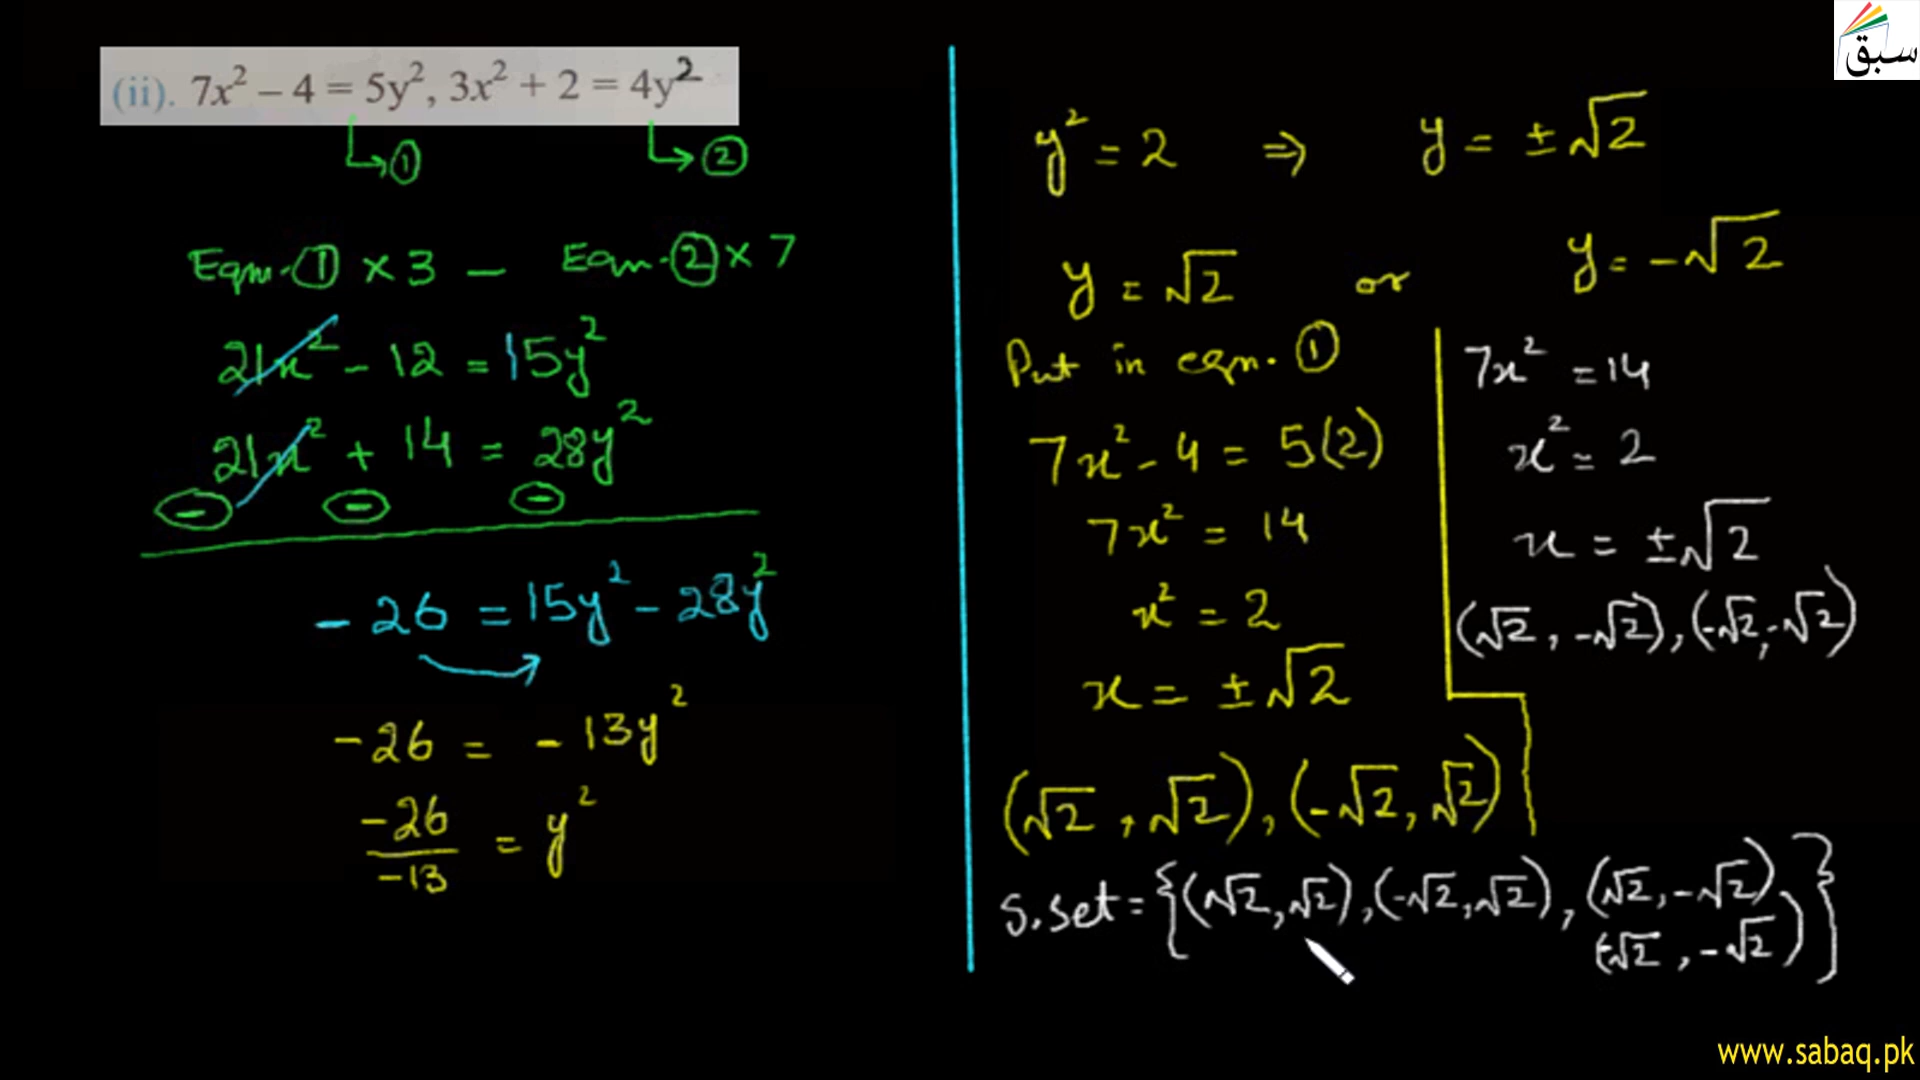 سبق
(ii). 7x² − 4 = 5y², 3x² + 2 = 4y²
① ②
Eqn. ① × 3 − Eqn. ② × 7
21x² − 12 = 15y²
21x² + 14 = 28y²
− − −
−26 = 15y² − 28y²
−26 = −13y²
−26/−13 = y²
y² = 2 ⇒ y = ±√2
y = √2 or y = −√2
Put in eqn. ①
7x² − 4 = 5(2)
7x² = 14
x² = 2
x = ±√2
(√2, √2), (−√2, √2)
7x² = 14
x² = 2
x = ±√2
(√2, −√2), (−√2, −√2)
S.set = {(√2, √2), (−√2, √2), (√2, −√2),
(−√2, −√2)}
www.sabaq.pk